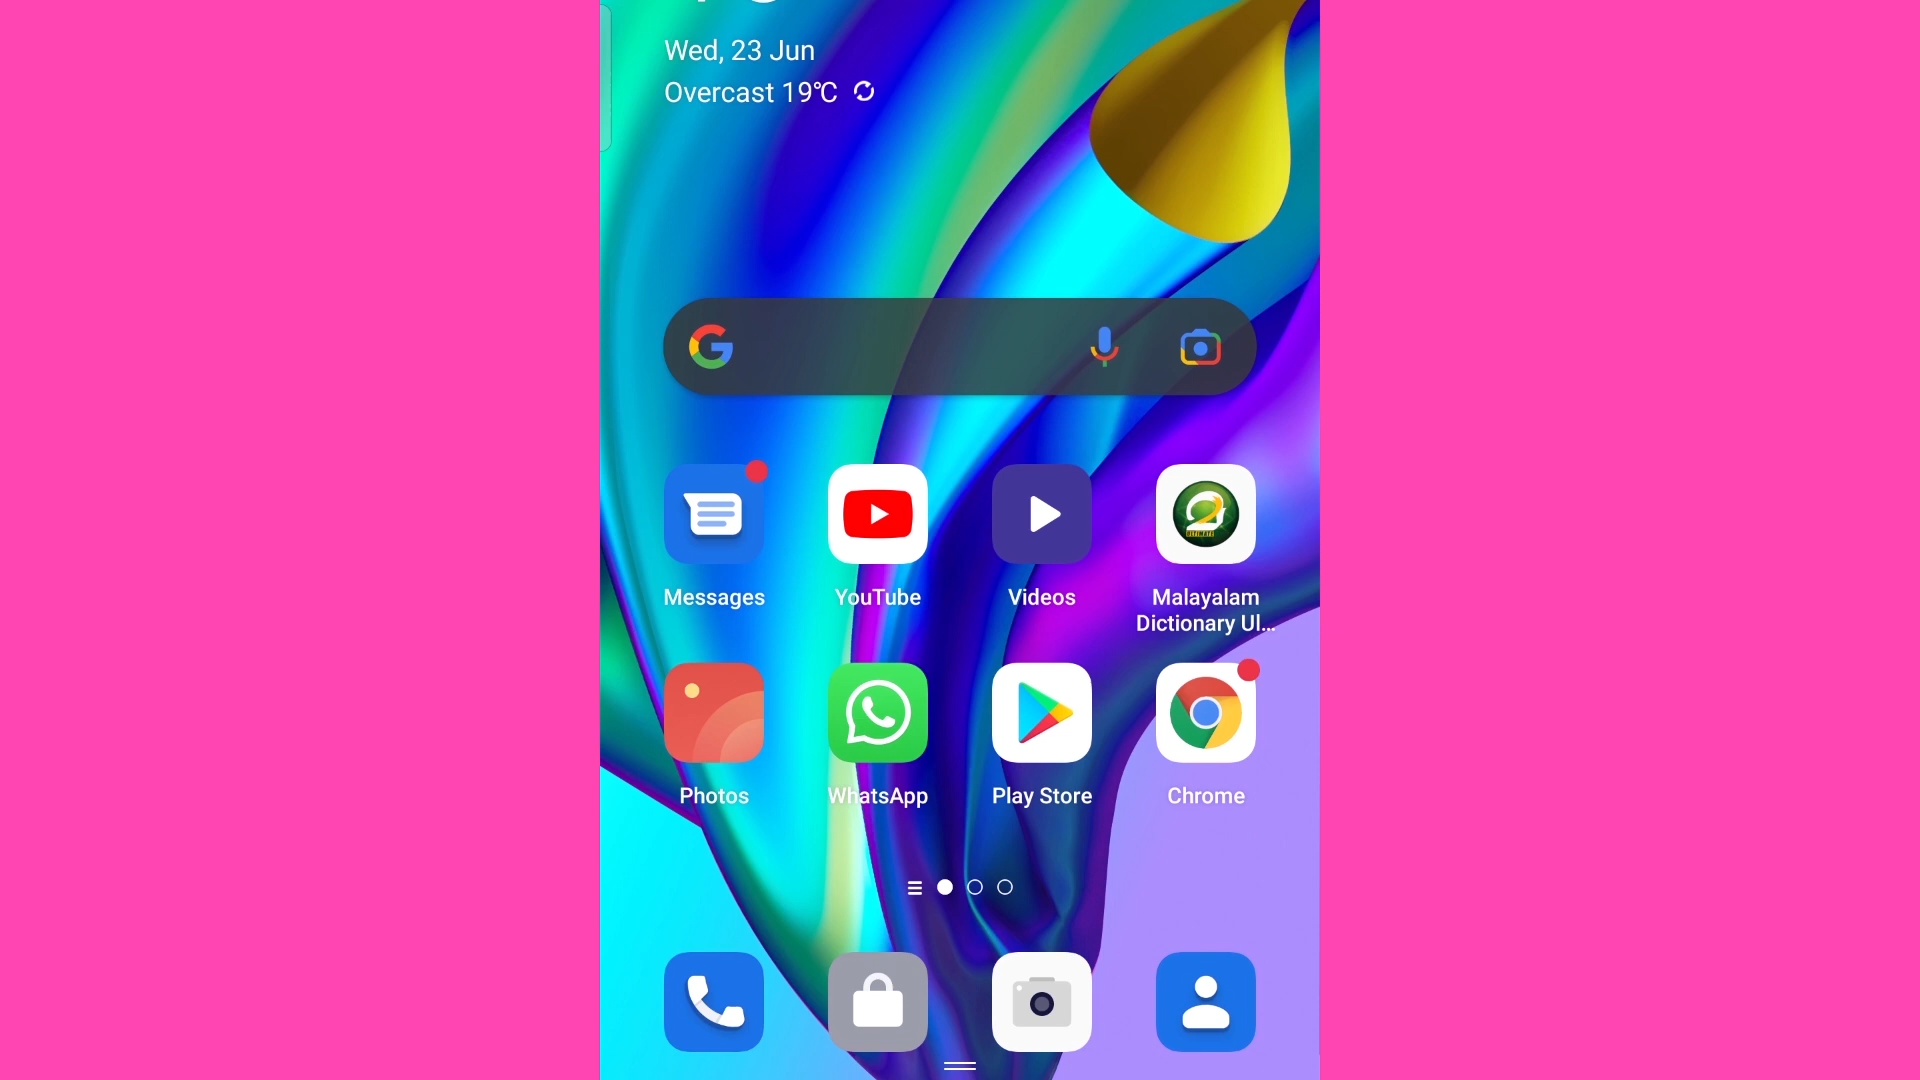 Wed, 23 Jun
Overcast 19℃
Messages
YouTube
Videos
Malayalam
Dictionary Ul...
Photos
WhatsApp
Play Store
Chrome